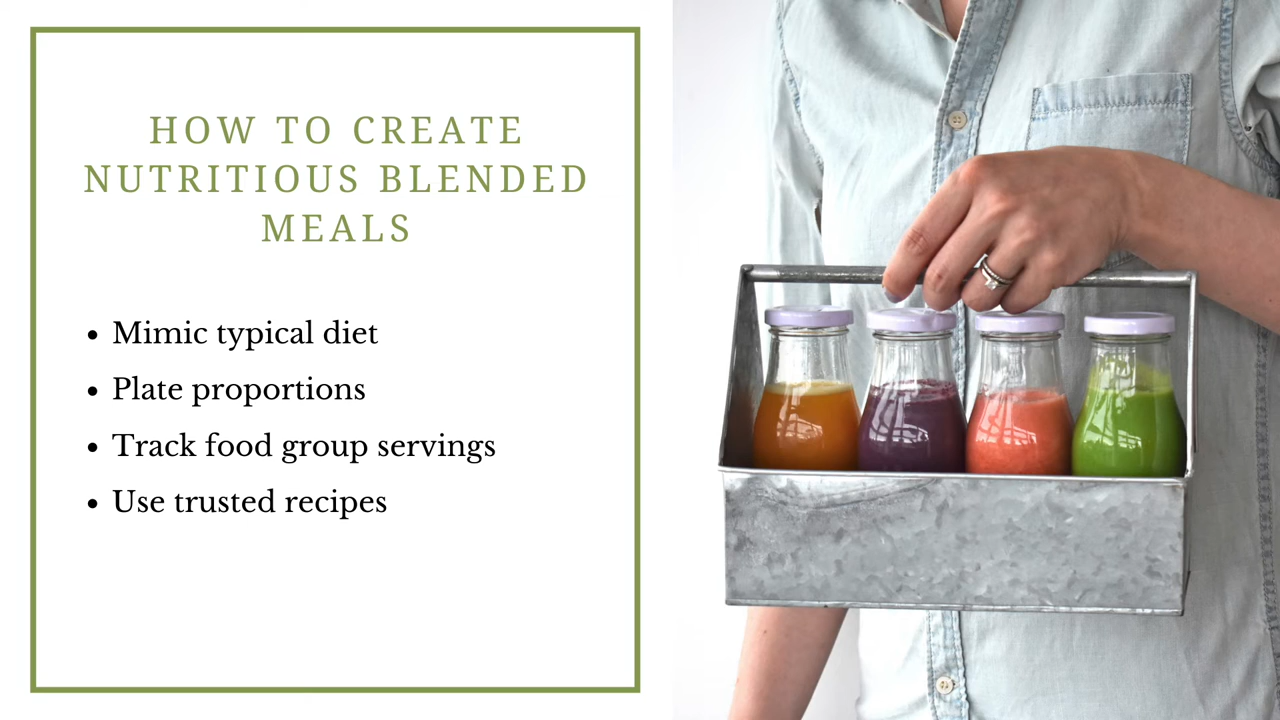 HOW TO CREATE
NUTRITIOUS BLENDED
MEALS
• Mimic typical diet
• Plate proportions
• Track food group servings
• Use trusted recipes